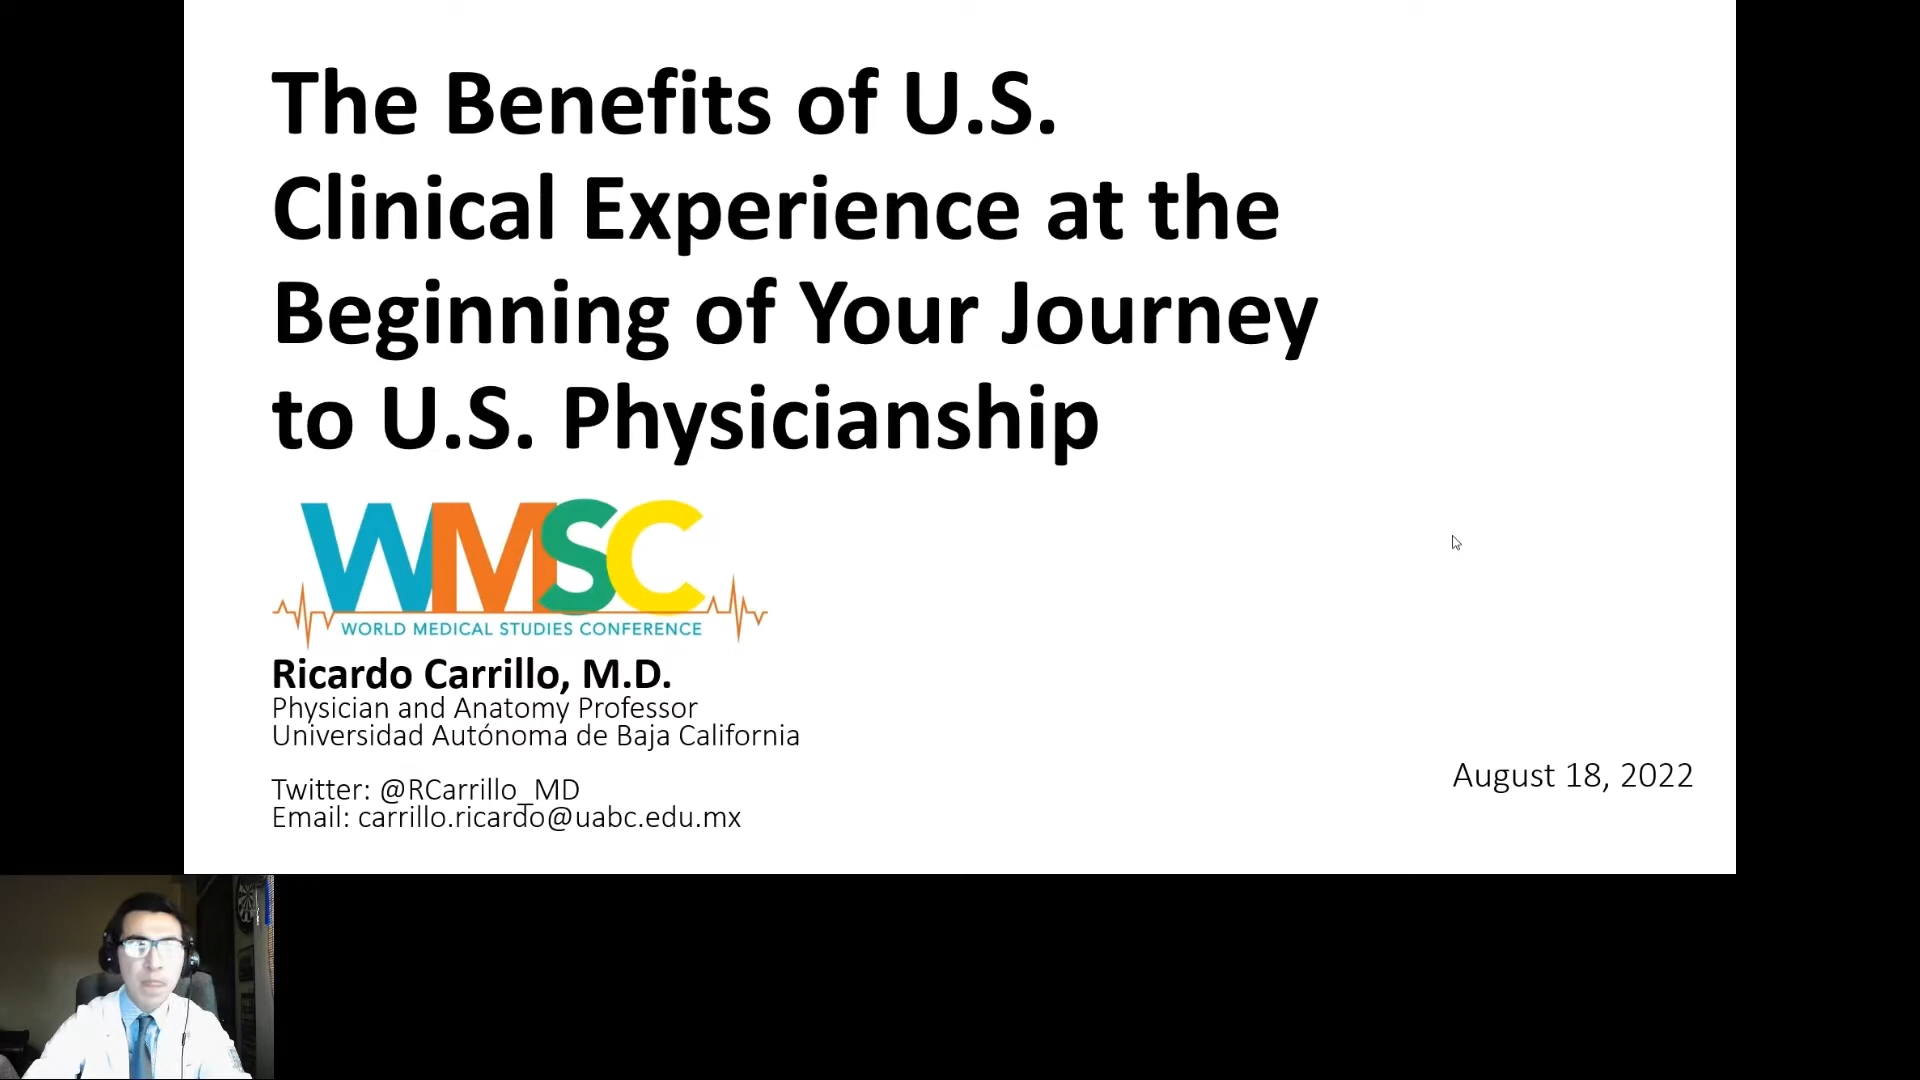 The Benefits of U.S.
Clinical Experience at the
Beginning of Your Journey
to U.S. Physicianship
WMSC
WORLD MEDICAL STUDIES CONFERENCE
Ricardo Carrillo, M.D.
Physician and Anatomy Professor
Universidad Autónoma de Baja California
Twitter: @RCarrillo_MD
Email: carrillo.ricardo@uabc.edu.mx
August 18, 2022